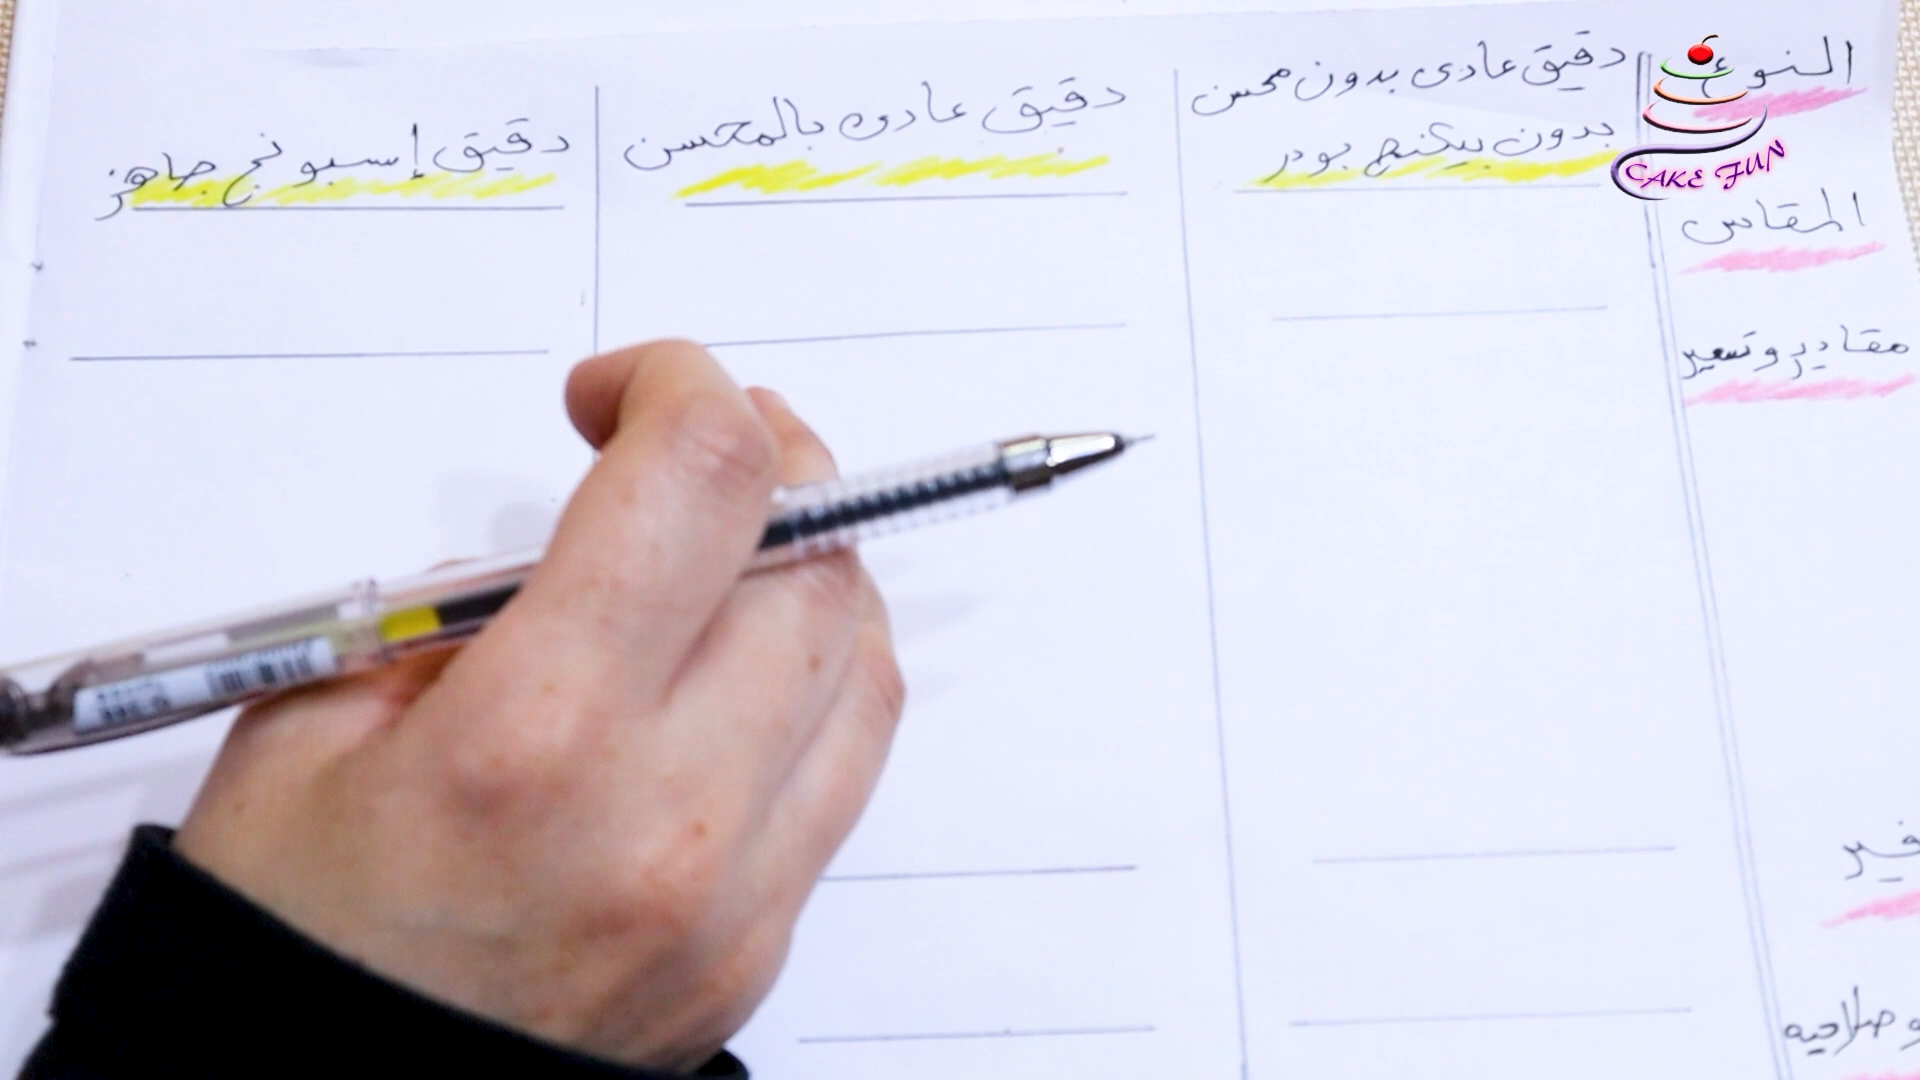 النوع
دقيق عادى بدون محسن
بدون بيكنج بودر
دقيق عادى بالمحسن
دقيق إسبونج جاهز
CAKE FUN
المقاس
مقادير وتسعير
و صلاحيه